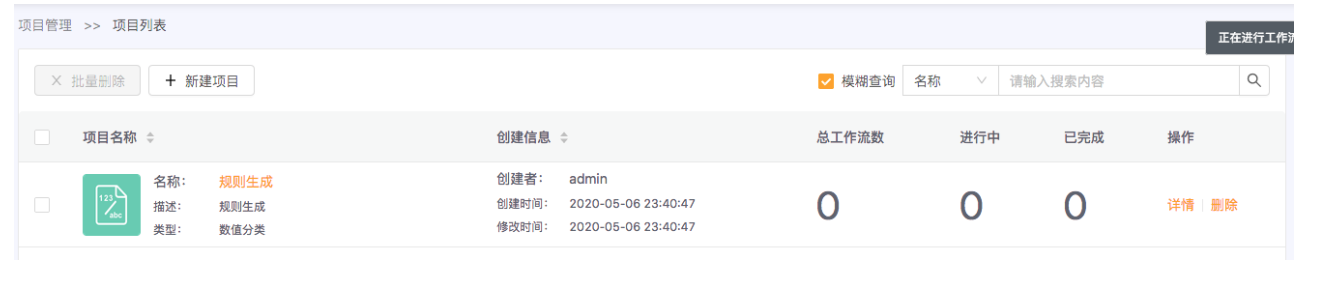 项目管理 >> 项目列表
正在进行工作
批量删除 新建项目 模糊查询 名称 请输入搜索内容
项目名称 创建信息 总工作流数 进行中 已完成 操作
名称： 规则生成
描述： 规则生成
类型： 数值分类
123 abc
创建者： admin
创建时间： 2020-05-06 23:40:47
修改时间： 2020-05-06 23:40:47
0 0 0 详情 删除